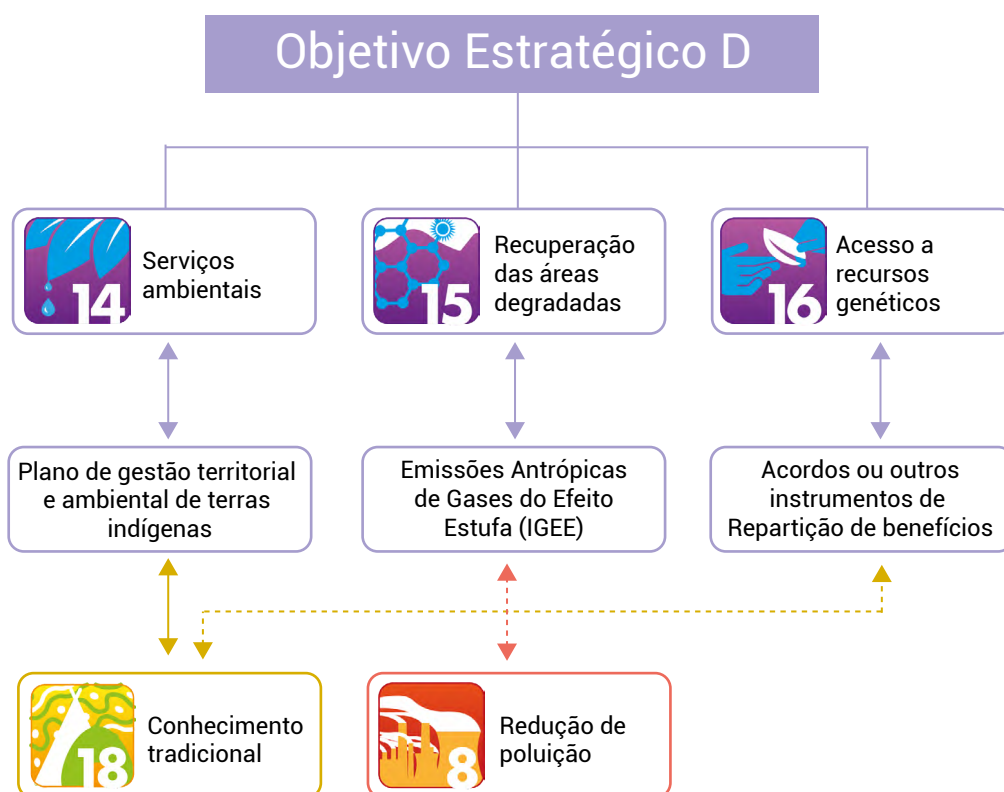 Objetivo Estratégico D
14
Serviços
ambientais
15
Recuperação
das áreas
degradadas
16
Acesso a
recursos
genéticos
Plano de gestão territorial
e ambiental de terras
indígenas
Emissões Antrópicas
de Gases do Efeito
Estufa (IGEE)
Acordos ou outros
instrumentos de
Repartição de benefícios
18
Conhecimento
tradicional
8
Redução de
poluição